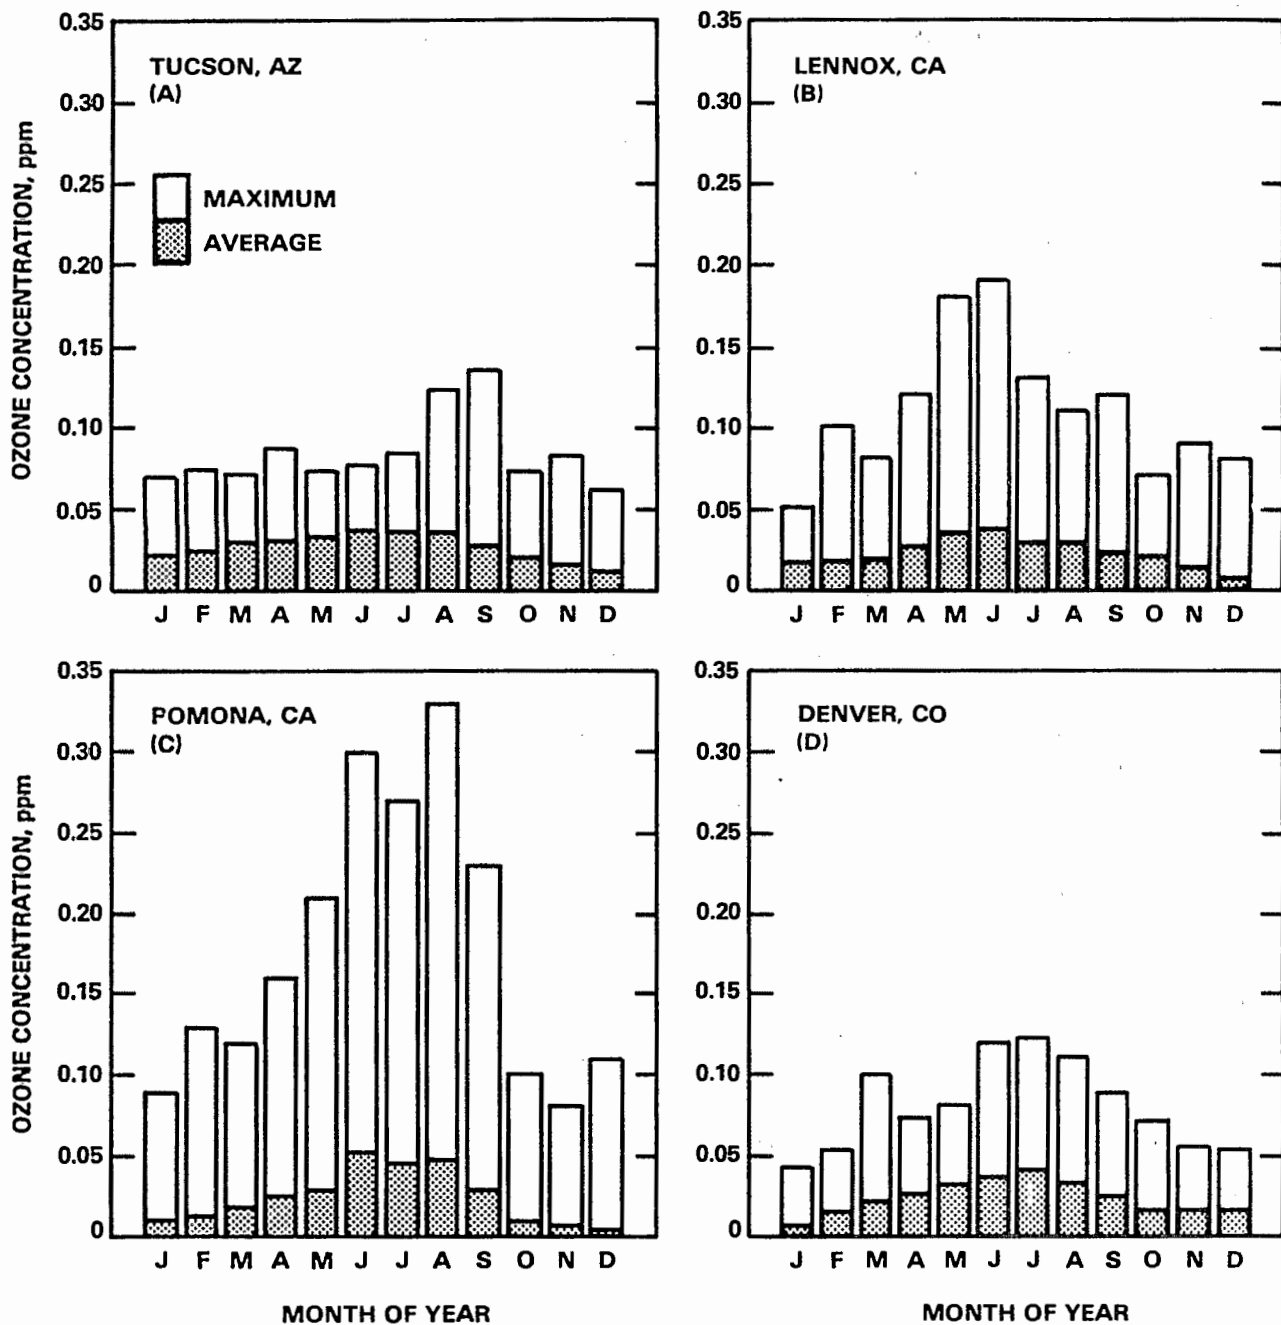 TUCSON, AZ
(A)
MAXIMUM
AVERAGE
OZONE CONCENTRATION, ppm
0.35
0.30
0.25
0.20
0.15
0.10
0.05
0
J F M A M J J A S O N D
LENNOX, CA
(B)
0.35
0.30
0.25
0.20
0.15
0.10
0.05
0
J F M A M J J A S O N D
POMONA, CA
(C)
OZONE CONCENTRATION, ppm
0.35
0.30
0.25
0.20
0.15
0.10
0.05
0
J F M A M J J A S O N D
MONTH OF YEAR
DENVER, CO
(D)
0.35
0.30
0.25
0.20
0.15
0.10
0.05
0
J F M A M J J A S O N D
MONTH OF YEAR